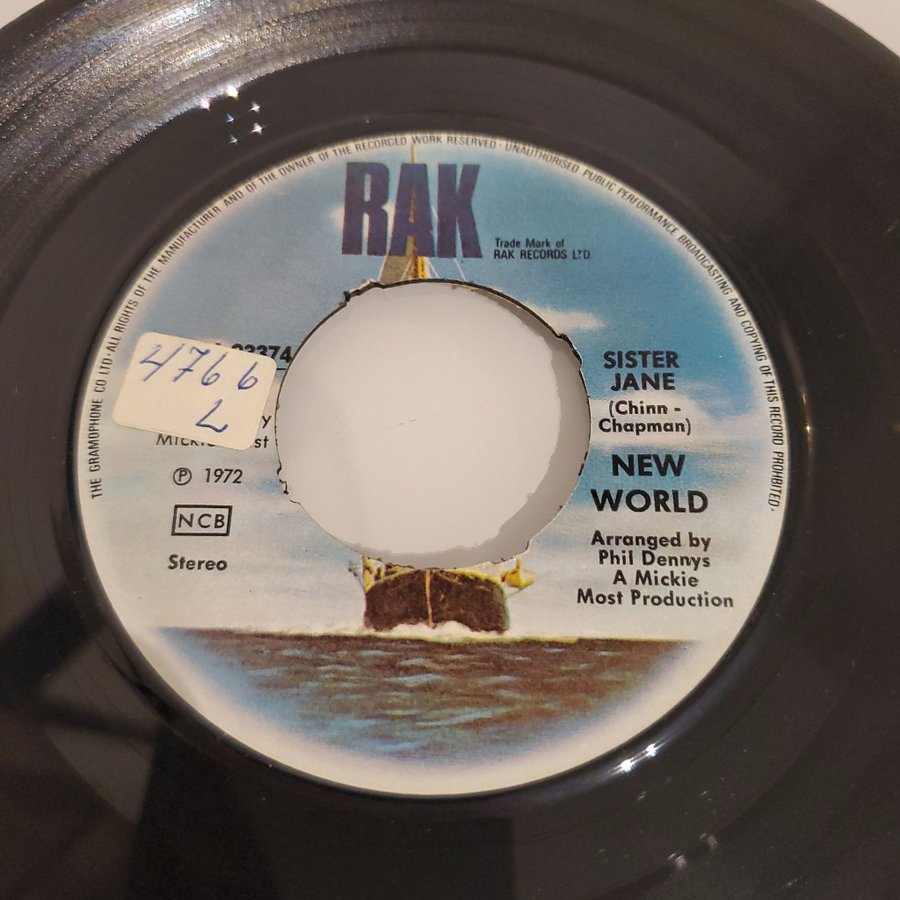 THE GRAMOPHONE CO LTD·ALL RIGHTS OF THE MANUFACTURER AND OF THE OWNER OF THE RECORDED WORK RESERVED·UNAUTHORISED PUBLIC PERFORMANCE BROADCASTING AND COPYING OF THIS RECORD PROHIBITED·
RAK
Trade Mark of
RAK RECORDS LTD.
4766
L
Ⓟ 1972
NCB
Stereo
SISTER
JANE
(Chinn -
Chapman)
NEW
WORLD
Arranged by
Phil Dennys
A Mickie
Most Production